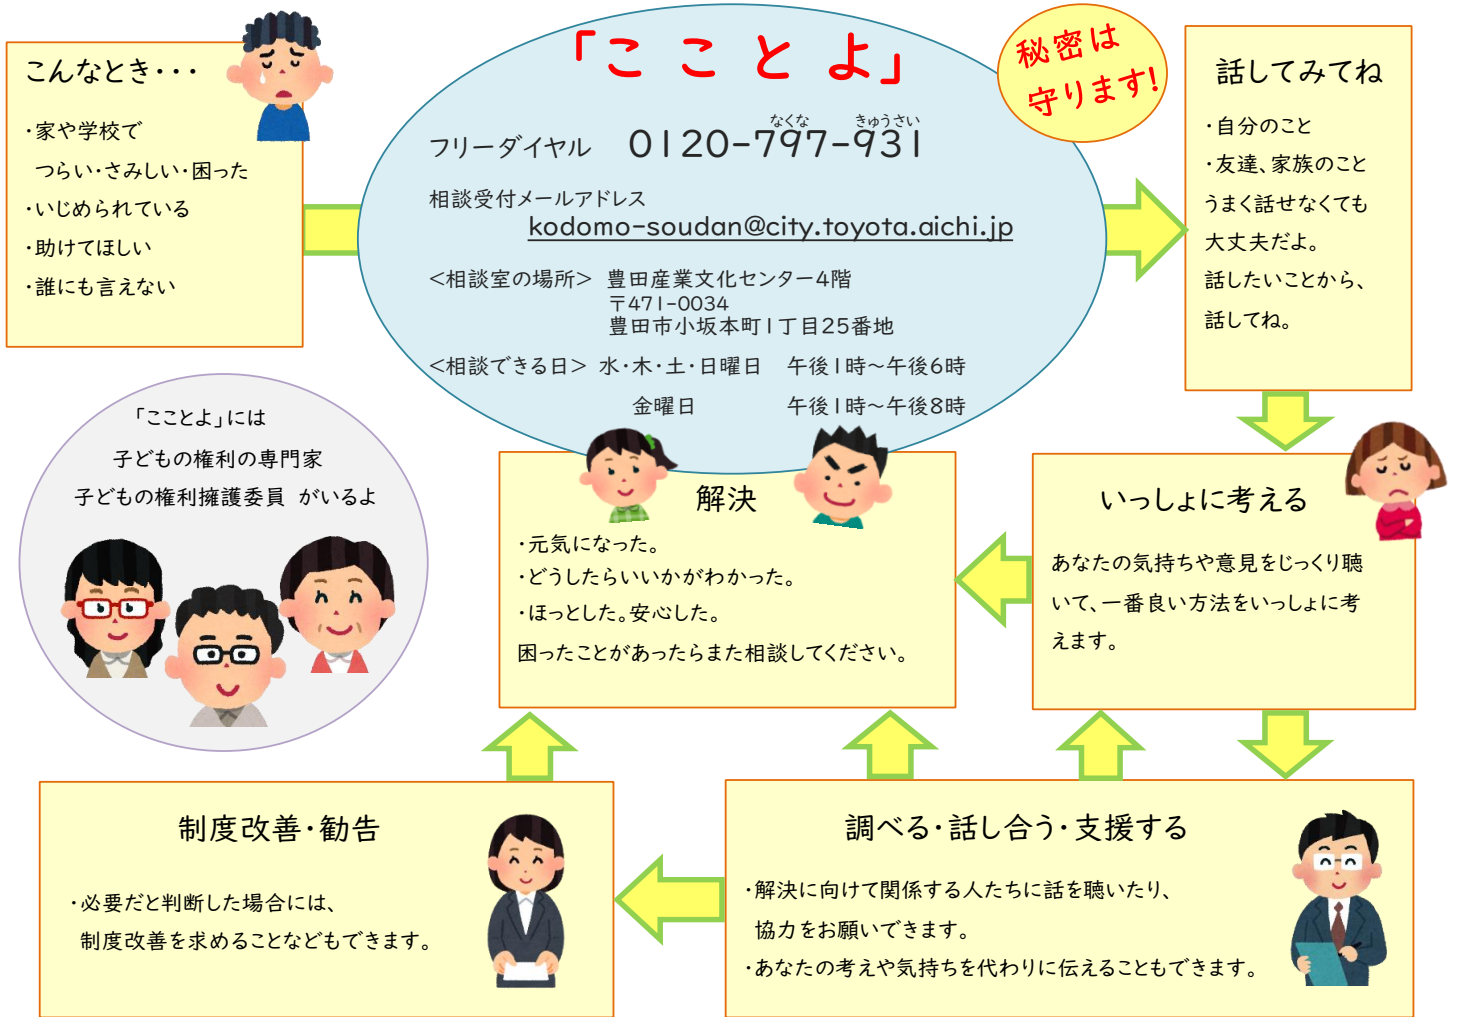 こんなとき・・・
・家や学校で
つらい・さみしい・困った
・いじめられている
・助けてほしい
・誰にも言えない
「こことよ」
秘密は
守ります!
なくな きゅうさい
フリーダイヤル 0120-797-931
相談受付メールアドレス
kodomo-soudan@city.toyota.aichi.jp
<相談室の場所> 豊田産業文化センター4階
〒471-0034
豊田市小坂本町1丁目25番地
<相談できる日> 水・木・土・日曜日 午後1時~午後6時
金曜日 午後1時~午後8時
話してみてね
・自分のこと
・友達、家族のこと
うまく話せなくても
大丈夫だよ。
話したいことから、
話してね。
「こことよ」には
子どもの権利の専門家
子どもの権利擁護委員 がいるよ
解決
・元気になった。
・どうしたらいいかがわかった。
・ほっとした。安心した。
困ったことがあったらまた相談してください。
いっしょに考える
あなたの気持ちや意見をじっくり聴
いて、一番良い方法をいっしょに考
えます。
制度改善・勧告
・必要だと判断した場合には、
制度改善を求めることなどもできます。
調べる・話し合う・支援する
・解決に向けて関係する人たちに話を聴いたり、
協力をお願いできます。
・あなたの考えや気持ちを代わりに伝えることもできます。